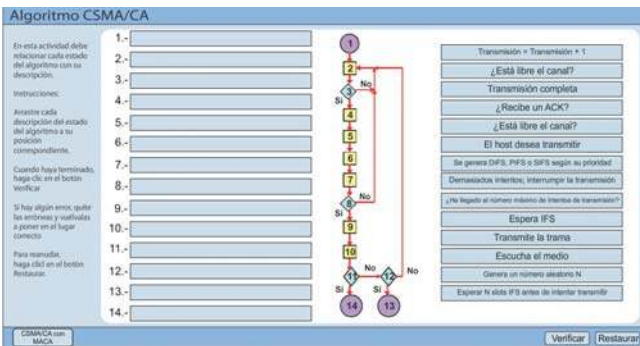 Algoritmo CSMA/CA
En esta actividad debe
relacionar cada estado
del algoritmo con su
descripción.
Instrucciones:
Arrastre cada
descripción del estado
del algoritmo a su
posición
correspondiente.
Cuando haya terminado,
haga clic en el botón
Verificar
Si hay algún error, quite
las erróneas y vuélvalas
a poner en el lugar
correcto
Para reanudar,
haga clicl en el botón
Restaurar.
1.-
2.-
3.-
4.-
5.-
6.-
7.-
8.-
9.-
10.-
11.-
12.-
13.-
14.-
1
2
No
3
Si
4
5
6
7
No
8
Si
9
10
No
No
11
12
Si
Si
14
13
Transmisión = Transmisión + 1
¿Está libre el canal?
Transmisión completa
¿Recibe un ACK?
¿Está libre el canal?
El host desea transmitir
Se genera DIFS, PIFS o SIFS según su prioridad
Demasiados intentos, interrumpir la transmisión
¿Ha llegado al número máximo de intentos de transmisión?
Espera IFS
Transmite la trama
Escucha el medio
Genera un número aleatorio N
Esperar N slots IFS antes de intentar transmitir
CSMA/CA con
MACA
Verificar
Restaurar